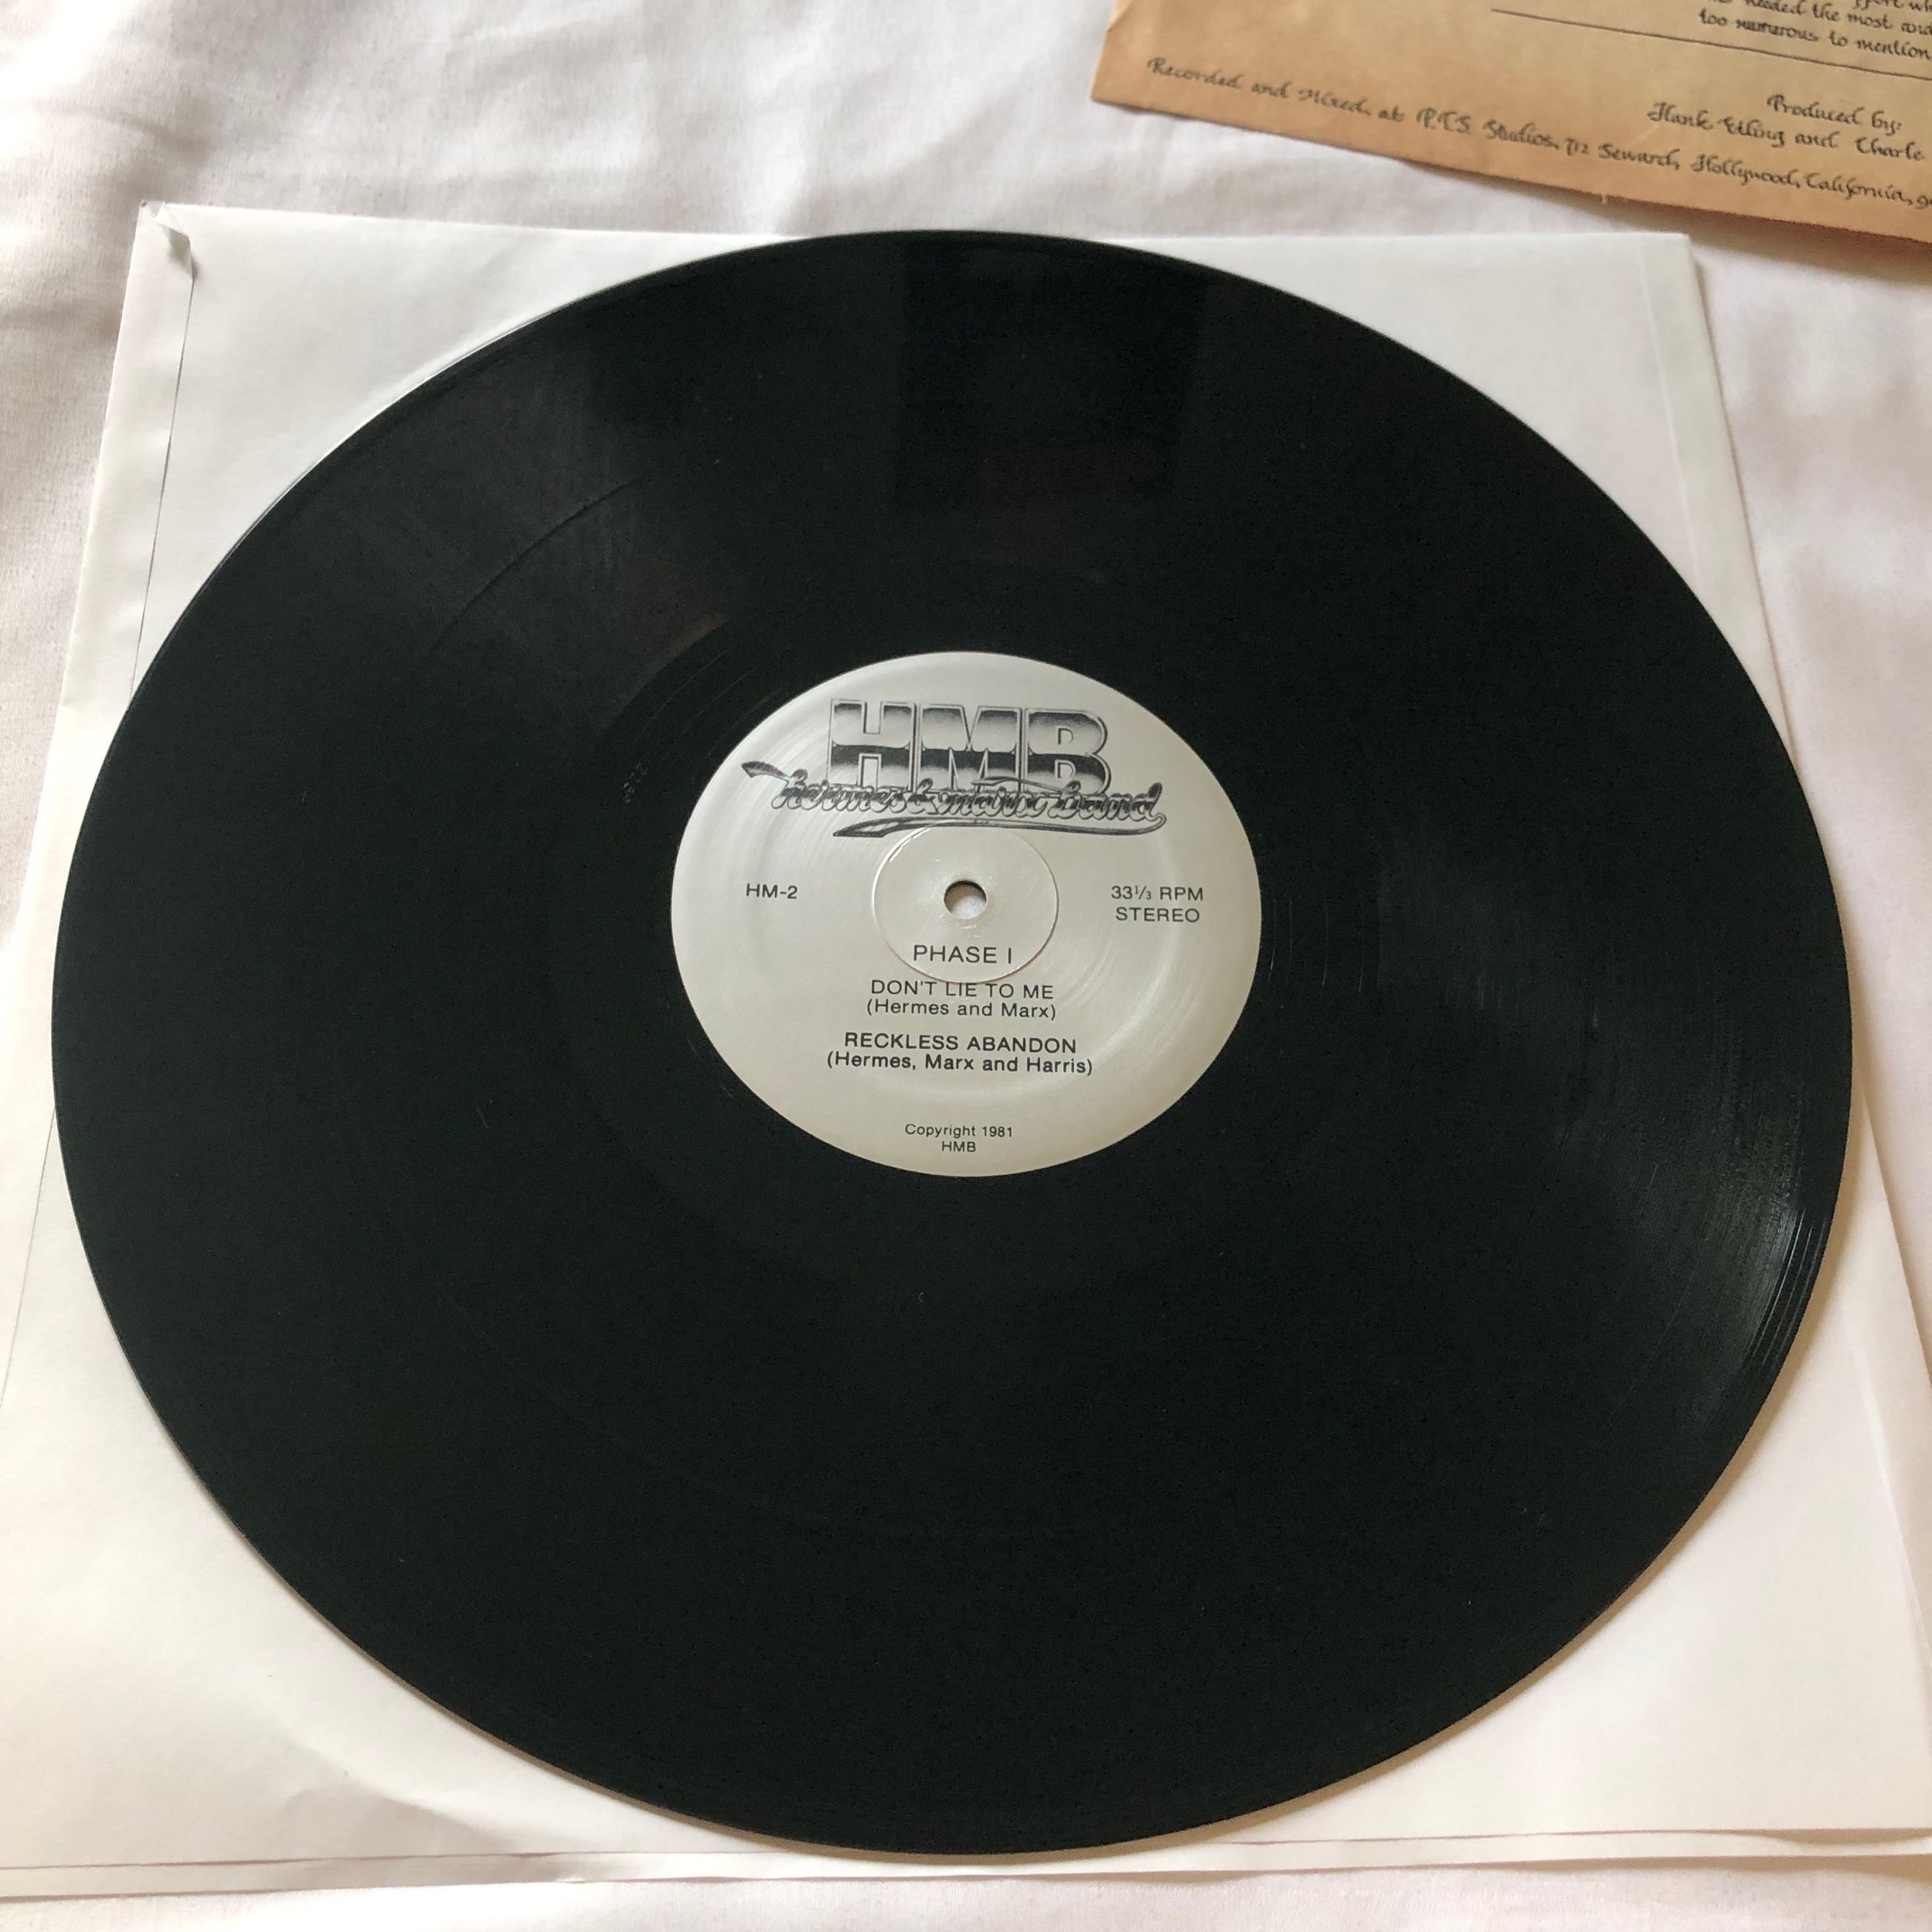 needed the most and
too numerous to mention
Produced by:
Hank Etling and Charle
Recorded and Mixed at P.T.S. Studios, 712 Seward, Hollywood, California, 9
HMB
hermes & marx band
HM-2
33⅓ RPM
STEREO
PHASE I
DON'T LIE TO ME
(Hermes and Marx)
RECKLESS ABANDON
(Hermes, Marx and Harris)
Copyright 1981
HMB